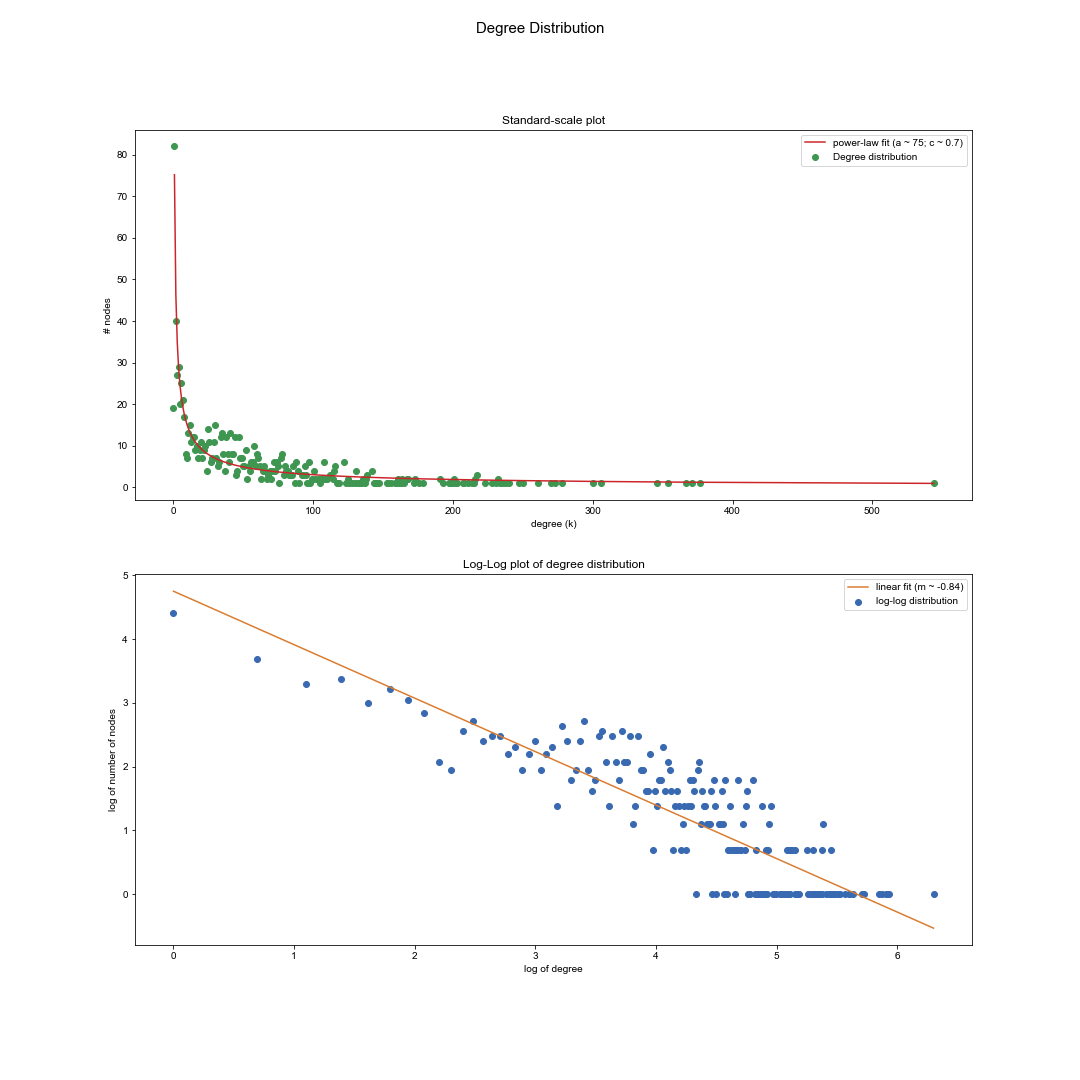 Degree Distribution
Standard-scale plot
power-law fit (a ~ 75; c ~ 0.7)
Degree distribution
# nodes
80
70
60
50
40
30
20
10
0
0 100 200 300 400 500
degree (k)
Log-Log plot of degree distribution
linear fit (m ~ -0.84)
log-log distribution
log of number of nodes
5
4
3
2
1
0
0 1 2 3 4 5 6
log of degree